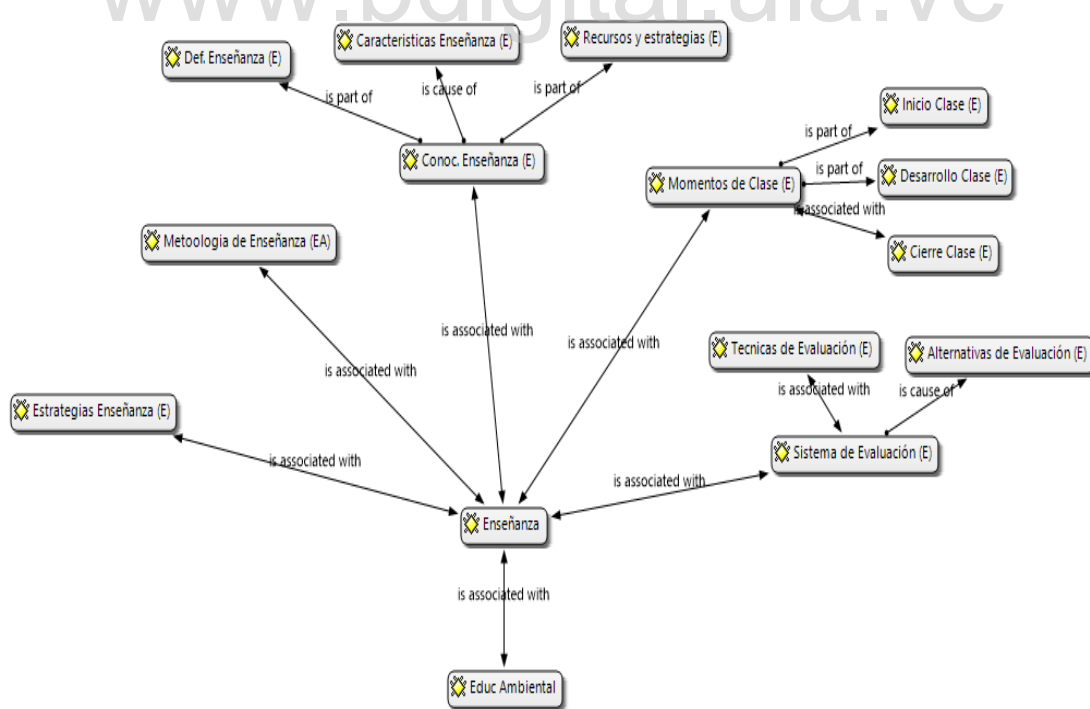 www.bdigital.ula.ve
Def. Enseñanza (E)
Caracteristicas Enseñanza (E)
Recursos y estrategias (E)
is part of
is cause of
is part of
Conoc. Enseñanza (E)
Inicio Clase (E)
is part of
Momentos de Clase (E)
is part of
Desarrollo Clase (E)
is associated with
Cierre Clase (E)
Metoologia de Enseñanza (EA)
is associated with
is associated with
is associated with
Tecnicas de Evaluación (E)
Alternativas de Evaluación (E)
is associated with
is cause of
Estrategias Enseñanza (E)
is associated with
Sistema de Evaluación (E)
is associated with
Enseñanza
is associated with
Educ Ambiental